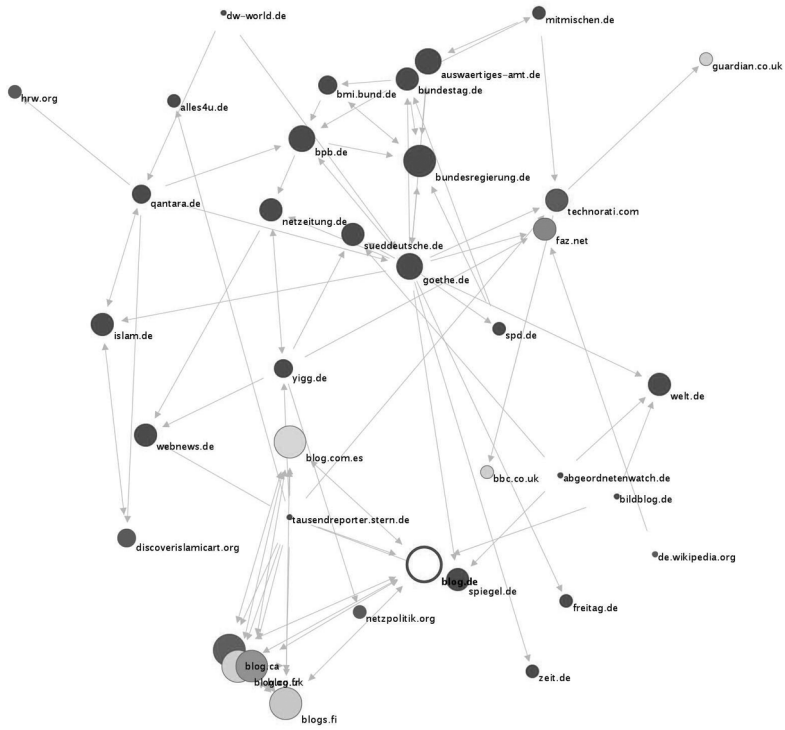 dw-world.de
mitmischen.de
guardian.co.uk
auswaertiges-amt.de
bundestag.de
bmi.bund.de
hrw.org
alles4u.de
bpb.de
bundesregierung.de
qantara.de
technorati.com
netzeitung.de
sueddeutsche.de
faz.net
goethe.de
islam.de
spd.de
yigg.de
welt.de
webnews.de
blog.com.es
bbc.co.uk
abgeordnetenwatch.de
bildblog.de
tausendreporter.stern.de
discoverislamicart.org
de.wikipedia.org
blog.de
spiegel.de
freitag.de
netzpolitik.org
blog.ca
zeit.de
blogs.fi